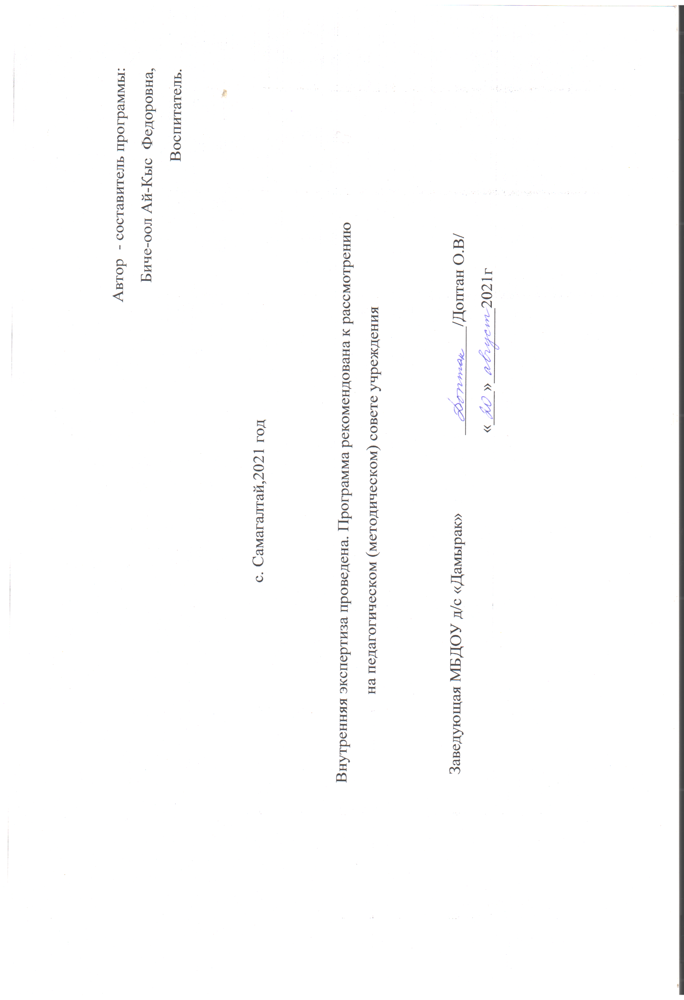 Автор - составитель программы:
Биче-оол Ай-Кыс Федоровна,
Воспитатель.
с. Самагалтай,2021 год
Внутренняя экспертиза проведена. Программа рекомендована к рассмотрению
на педагогическом (методическом) совете учреждения
Заведующая МБДОУ д/с «Дамырак» Доптан /Доптан О.В/
«20» август 2021г